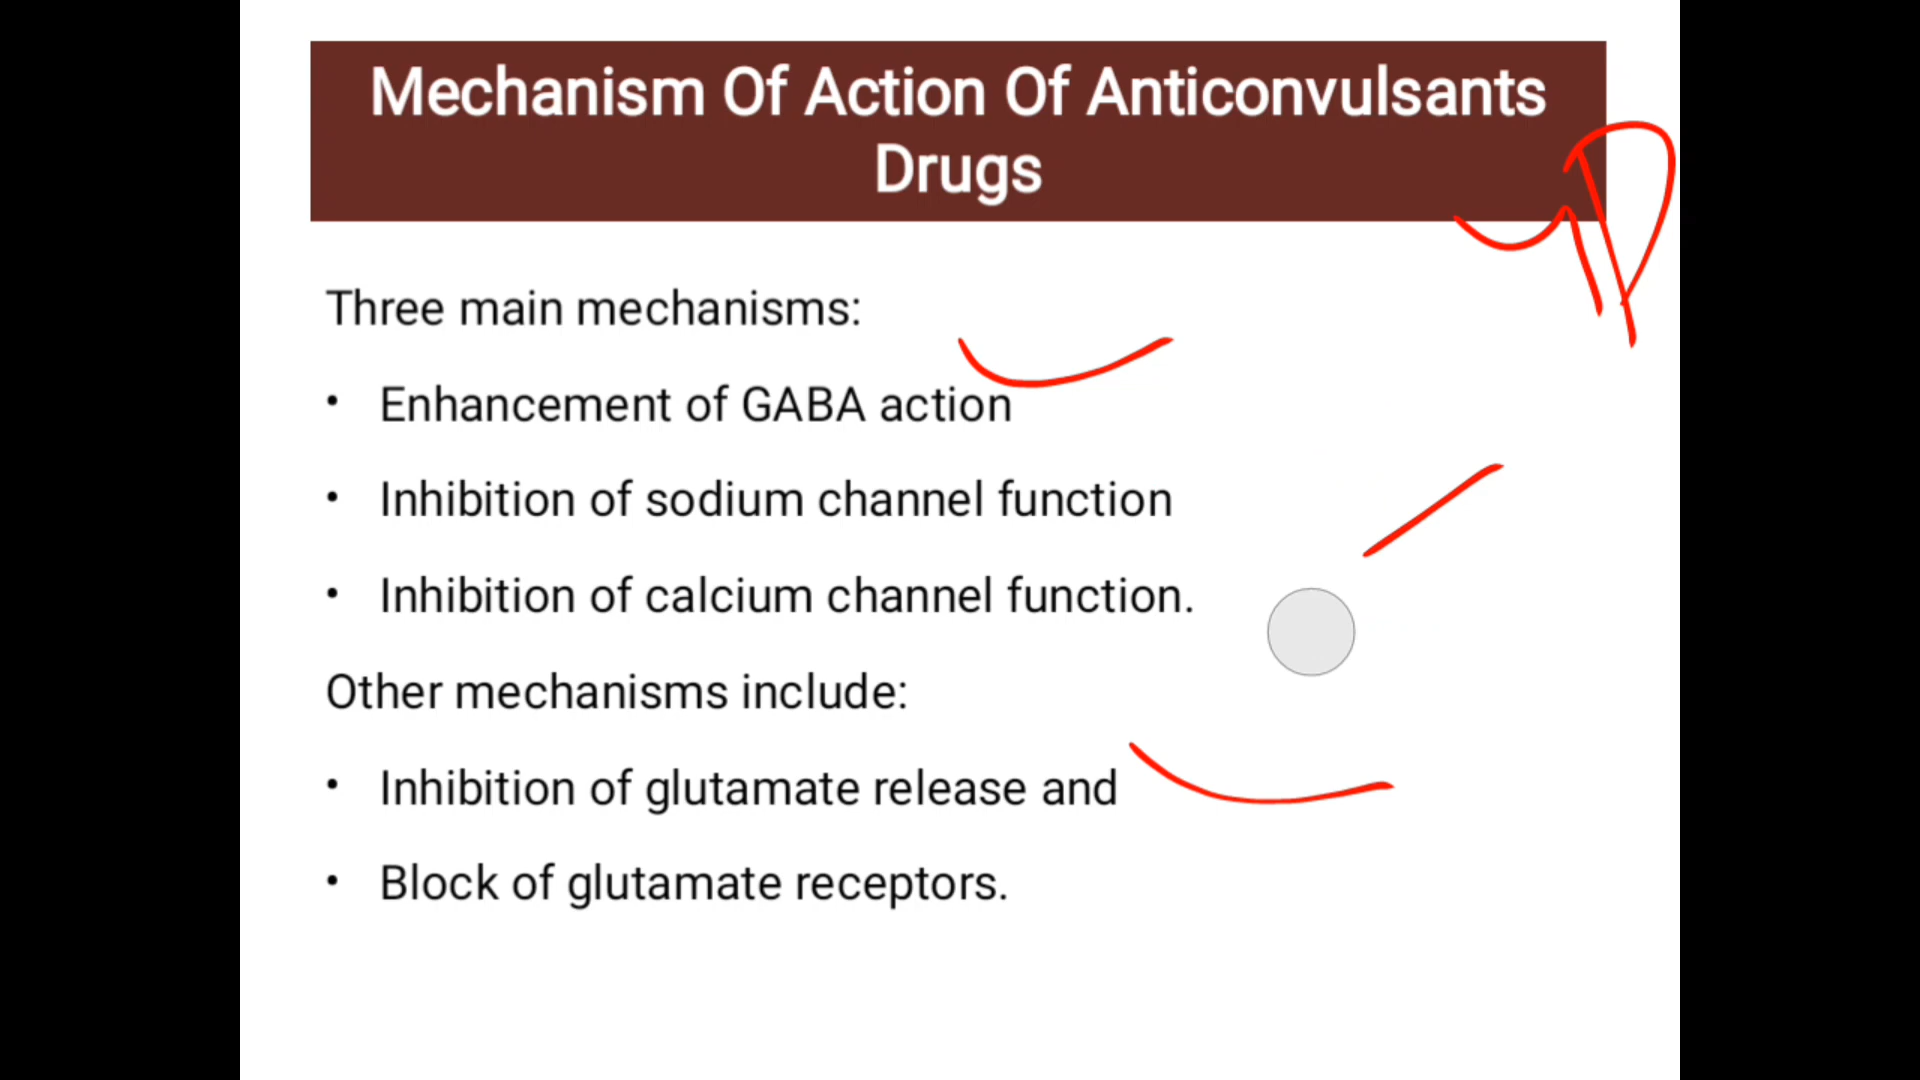 Mechanism Of Action Of Anticonvulsants
Drugs
Three main mechanisms:
• Enhancement of GABA action
• Inhibition of sodium channel function
• Inhibition of calcium channel function.
Other mechanisms include:
• Inhibition of glutamate release and
• Block of glutamate receptors.